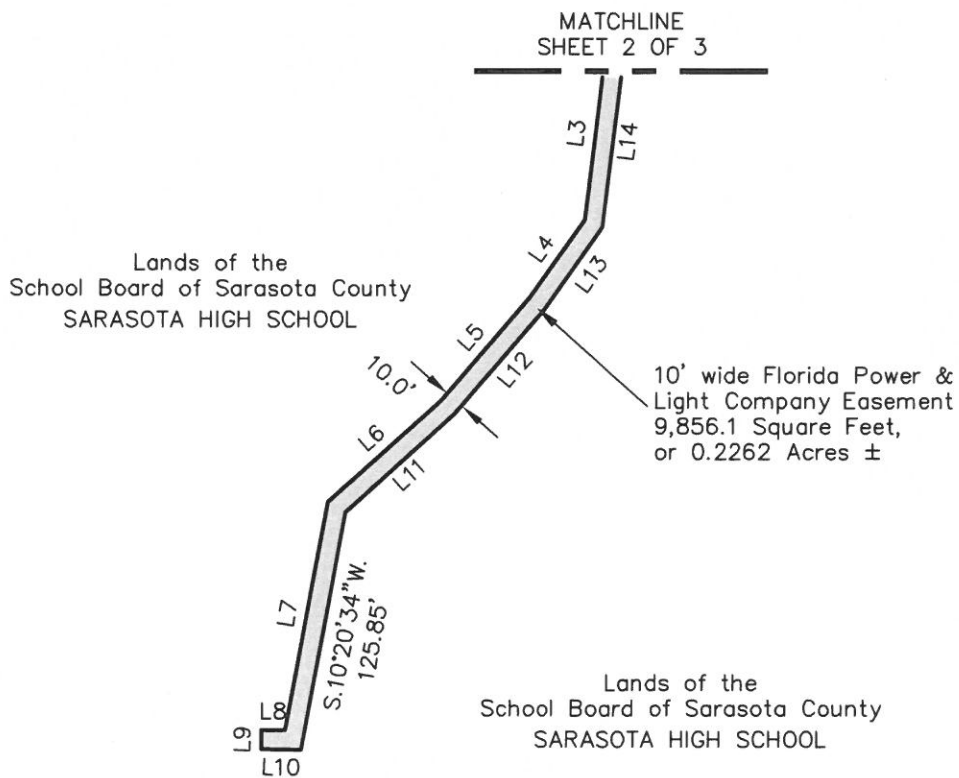 MATCHLINE
SHEET 2 OF 3
L3
L14
L4
L13
Lands of the
School Board of Sarasota County
SARASOTA HIGH SCHOOL
L5
L12
10.0'
10' wide Florida Power &
Light Company Easement
9,856.1 Square Feet,
or 0.2262 Acres ±
L6
L11
L7
S.10°20'34"W.
125.85'
L8
L9
L10
Lands of the
School Board of Sarasota County
SARASOTA HIGH SCHOOL